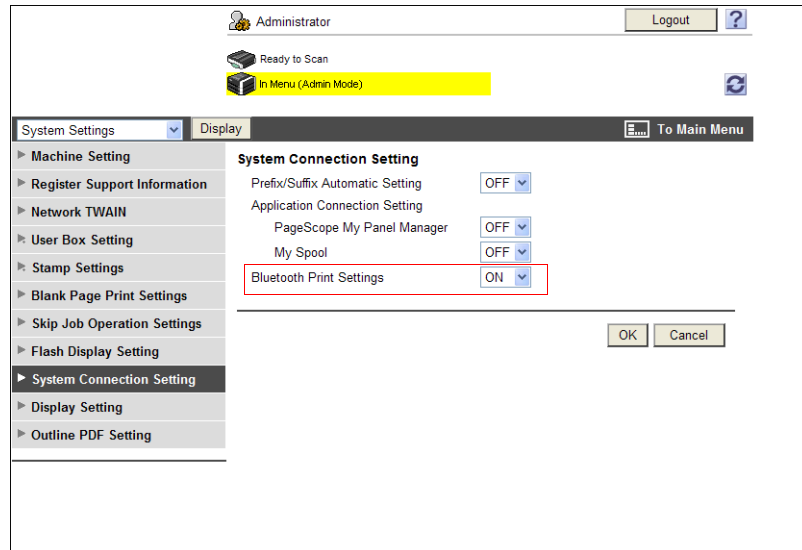 Administrator
Logout
?
Ready to Scan
In Menu (Admin Mode)
System Settings
Display
To Main Menu
Machine Setting
Register Support Information
Network TWAIN
User Box Setting
Stamp Settings
Blank Page Print Settings
Skip Job Operation Settings
Flash Display Setting
System Connection Setting
Display Setting
Outline PDF Setting
System Connection Setting
Prefix/Suffix Automatic Setting OFF
Application Connection Setting
PageScope My Panel Manager OFF
My Spool OFF
Bluetooth Print Settings ON
OK Cancel